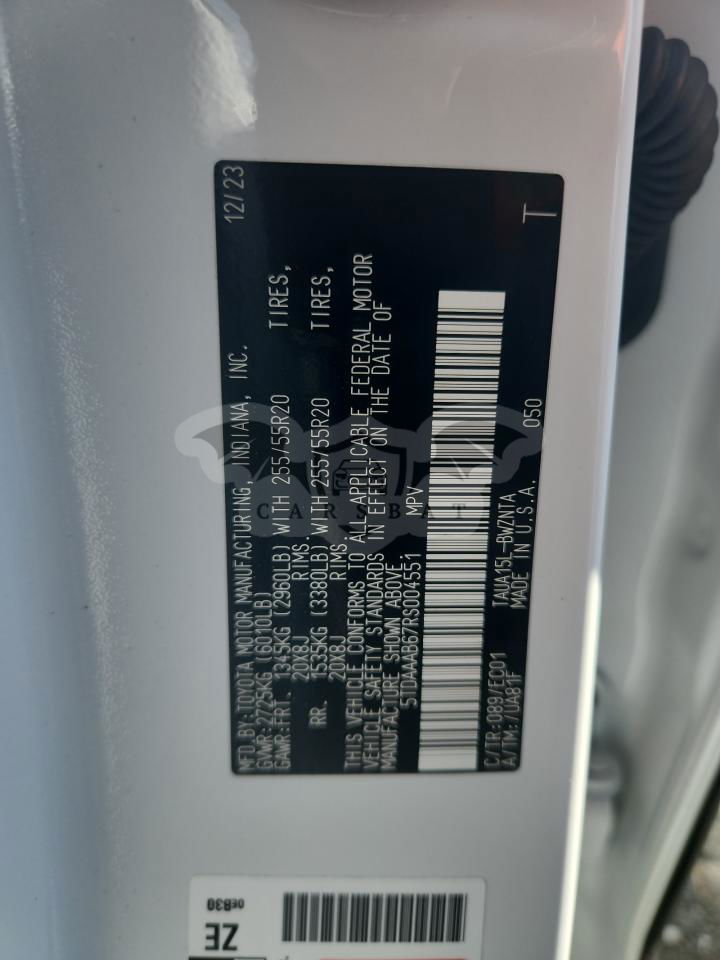 MFD.BY:TOYOTA MOTOR MANUFACTURING, INDIANA, INC. 12/23
GVWR:2725KG (6010LB)
GAWR:FRT. 1345KG (2960LB) WITH 255/55R20 TIRES,
20X8J RIMS.
RR. 1535KG (3380LB) WITH 255/55R20 TIRES,
20X8J RIMS.
THIS VEHICLE CONFORMS TO ALL APPLICABLE FEDERAL MOTOR
VEHICLE SAFETY STANDARDS IN EFFECT ON THE DATE OF
MANUFACTURE SHOWN ABOVE.
5TDAAAB67RS004551 MPV
C/TR:089/EC01 TAUA15L-BWZNTA 050
A/TM:/UA81F MADE IN U.S.A. T
CARSBAT
0EB30
ZE